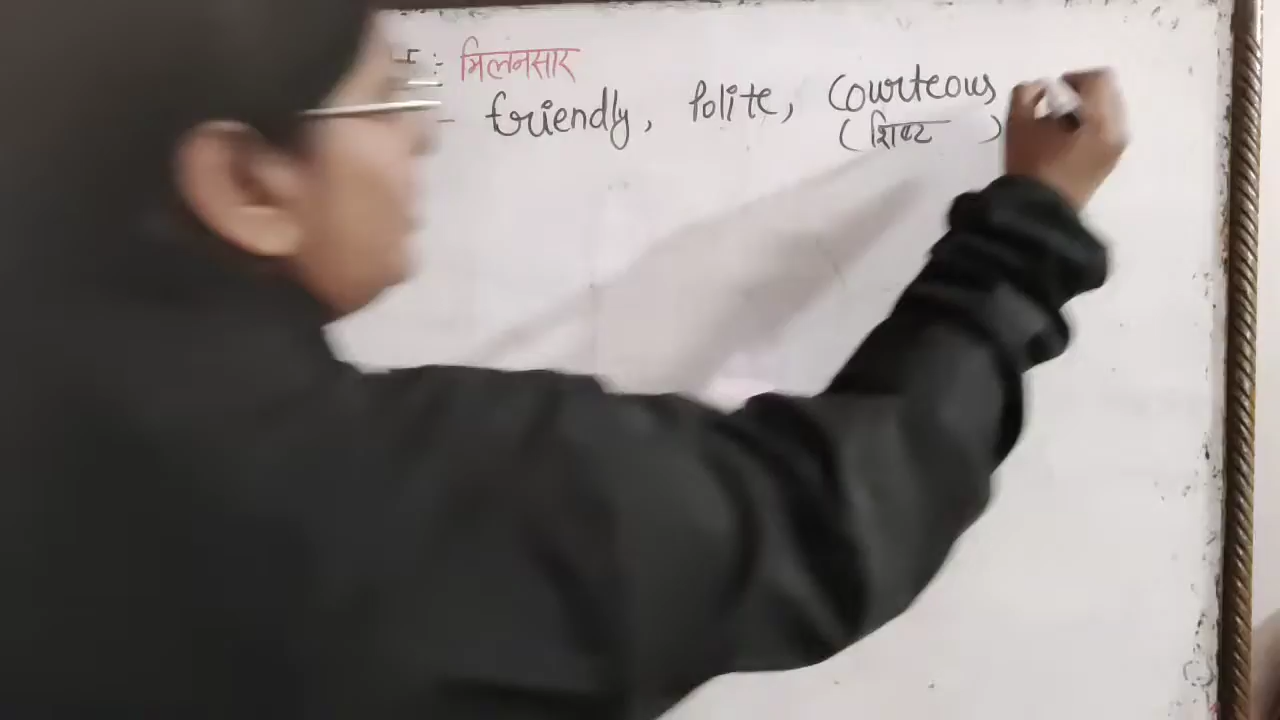 :- मिलनसार
- friendly, Polite, Courteous
(शिष्ट)